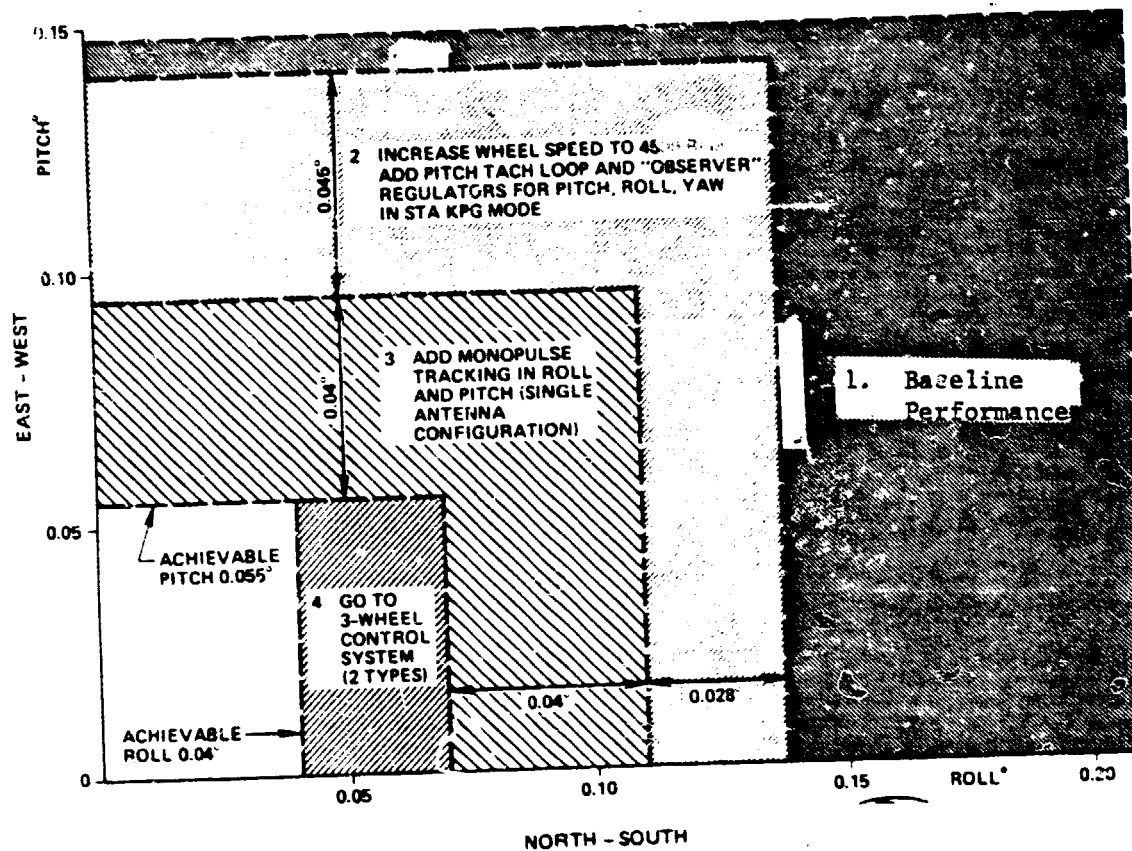 0.15
PITCH°
0.10
EAST - WEST
0.05
0
0.046°
0.04°
2 INCREASE WHEEL SPEED TO
ADD PITCH TACH LOOP AND "OBSERVER"
REGULATORS FOR PITCH, ROLL, YAW
IN STA KPG MODE
3 ADD MONOPULSE
TRACKING IN ROLL
AND PITCH (SINGLE
ANTENNA
CONFIGURATION)
1. Baseline
Performance
ACHIEVABLE
PITCH 0.055°
4 GO TO
3-WHEEL
CONTROL
SYSTEM
(2 TYPES)
0.04°
0.028
ACHIEVABLE
ROLL 0.04°
0.05
0.10
0.15
ROLL°
0.20
NORTH - SOUTH